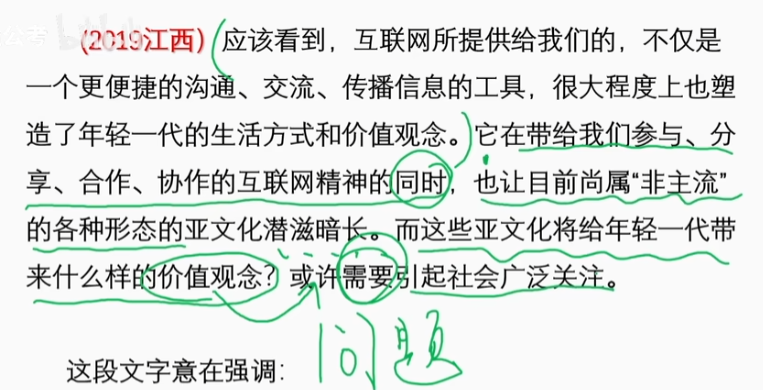 公考
(2019江西)应该看到，互联网所提供给我们的，不仅是
一个更便捷的沟通、交流、传播信息的工具，很大程度上也塑
造了年轻一代的生活方式和价值观念。它在带给我们参与、分
享、合作、协作的互联网精神的同时，也让目前尚属“非主流”
的各种形态的亚文化潜滋暗长。而这些亚文化将给年轻一代带
来什么样的价值观念？或许需要引起社会广泛关注。
问题
这段文字意在强调：